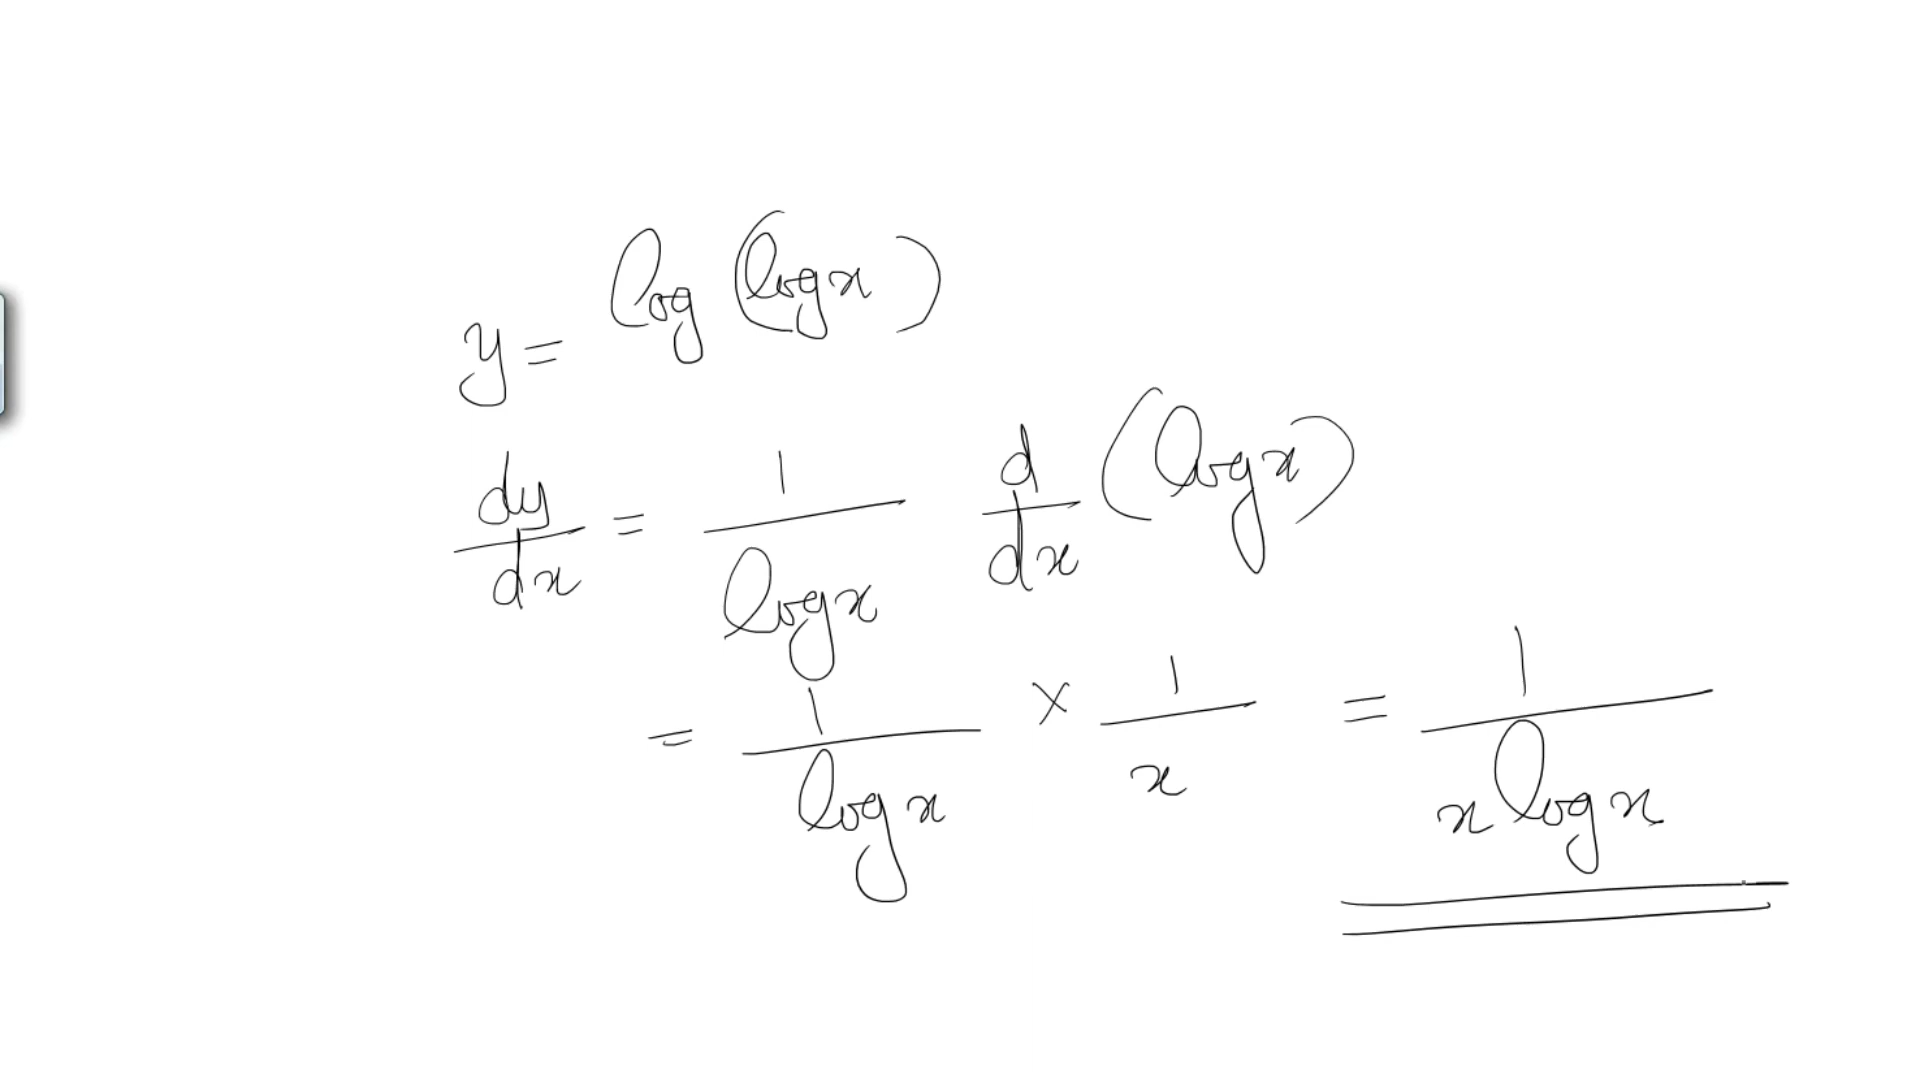 y = log (log x)
dy/dx = 1/log x d/dx (log x)
= 1/log x × 1/x = 1/x log x